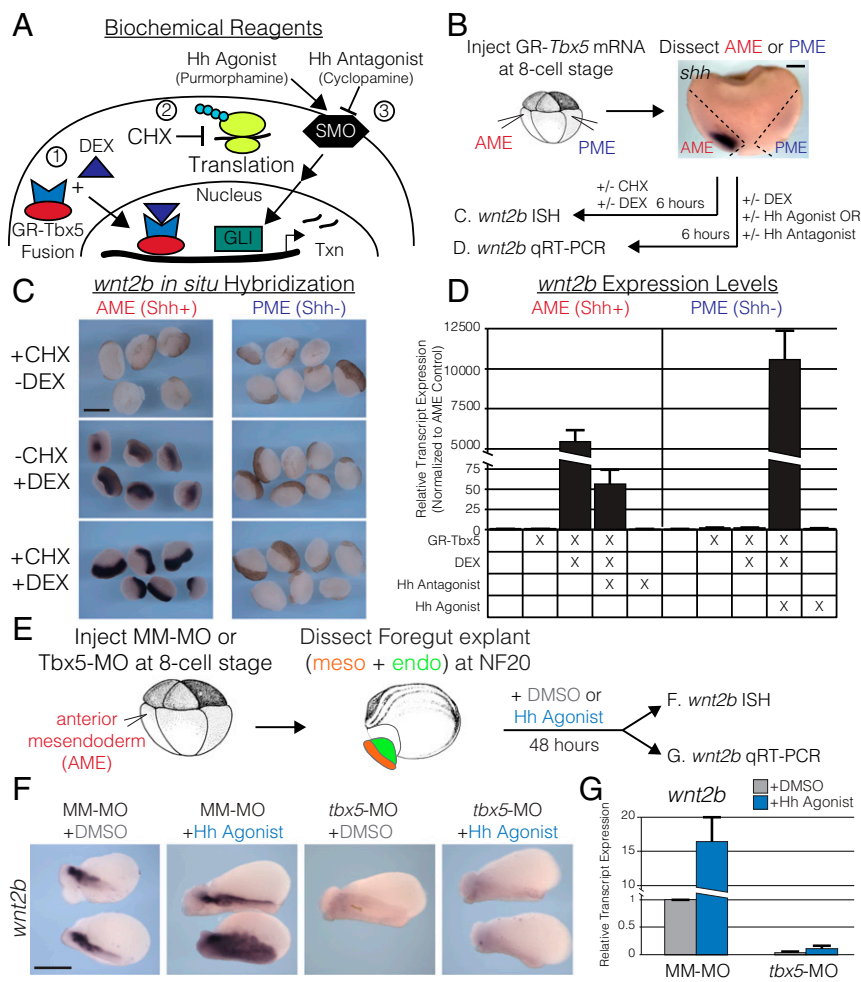 A
Biochemical Reagents
Hh Agonist
(Purmorphamine)
Hh Antagonist
(Cyclopamine)
①
②
③
DEX
+
CHX
Translation
SMO
GR-Tbx5
Fusion
Nucleus
GLI
Txn
B
Inject GR-Tbx5 mRNA
at 8-cell stage
Dissect AME or PME
shh
AME
PME
AME
PME
+/- CHX
+/- DEX
6 hours
+/- DEX
+/- Hh Agonist OR
+/- Hh Antagonist
6 hours
C. wnt2b ISH
D. wnt2b qRT-PCR
C
wnt2b in situ Hybridization
AME (Shh+)
PME (Shh-)
+CHX
-DEX
-CHX
+DEX
+CHX
+DEX
D
wnt2b Expression Levels
AME (Shh+)
PME (Shh-)
Relative Transcript Expression
(Normalized to AME Control)
12500
10000
7500
5000
75
50
25
0
GR-Tbx5 X X X X X X
DEX X X X X
Hh Antagonist X X
Hh Agonist X X
E
Inject MM-MO or
Tbx5-MO at 8-cell stage
anterior
mesendoderm
(AME)
Dissect Foregut explant
(meso + endo) at NF20
+ DMSO or
Hh Agonist
48 hours
F. wnt2b ISH
G. wnt2b qRT-PCR
F
MM-MO
+DMSO
MM-MO
+Hh Agonist
tbx5-MO
+DMSO
tbx5-MO
+Hh Agonist
wnt2b
G
wnt2b
+DMSO
+Hh Agonist
Relative Transcript Expression
20
15
10
1
0.5
0
MM-MO
tbx5-MO